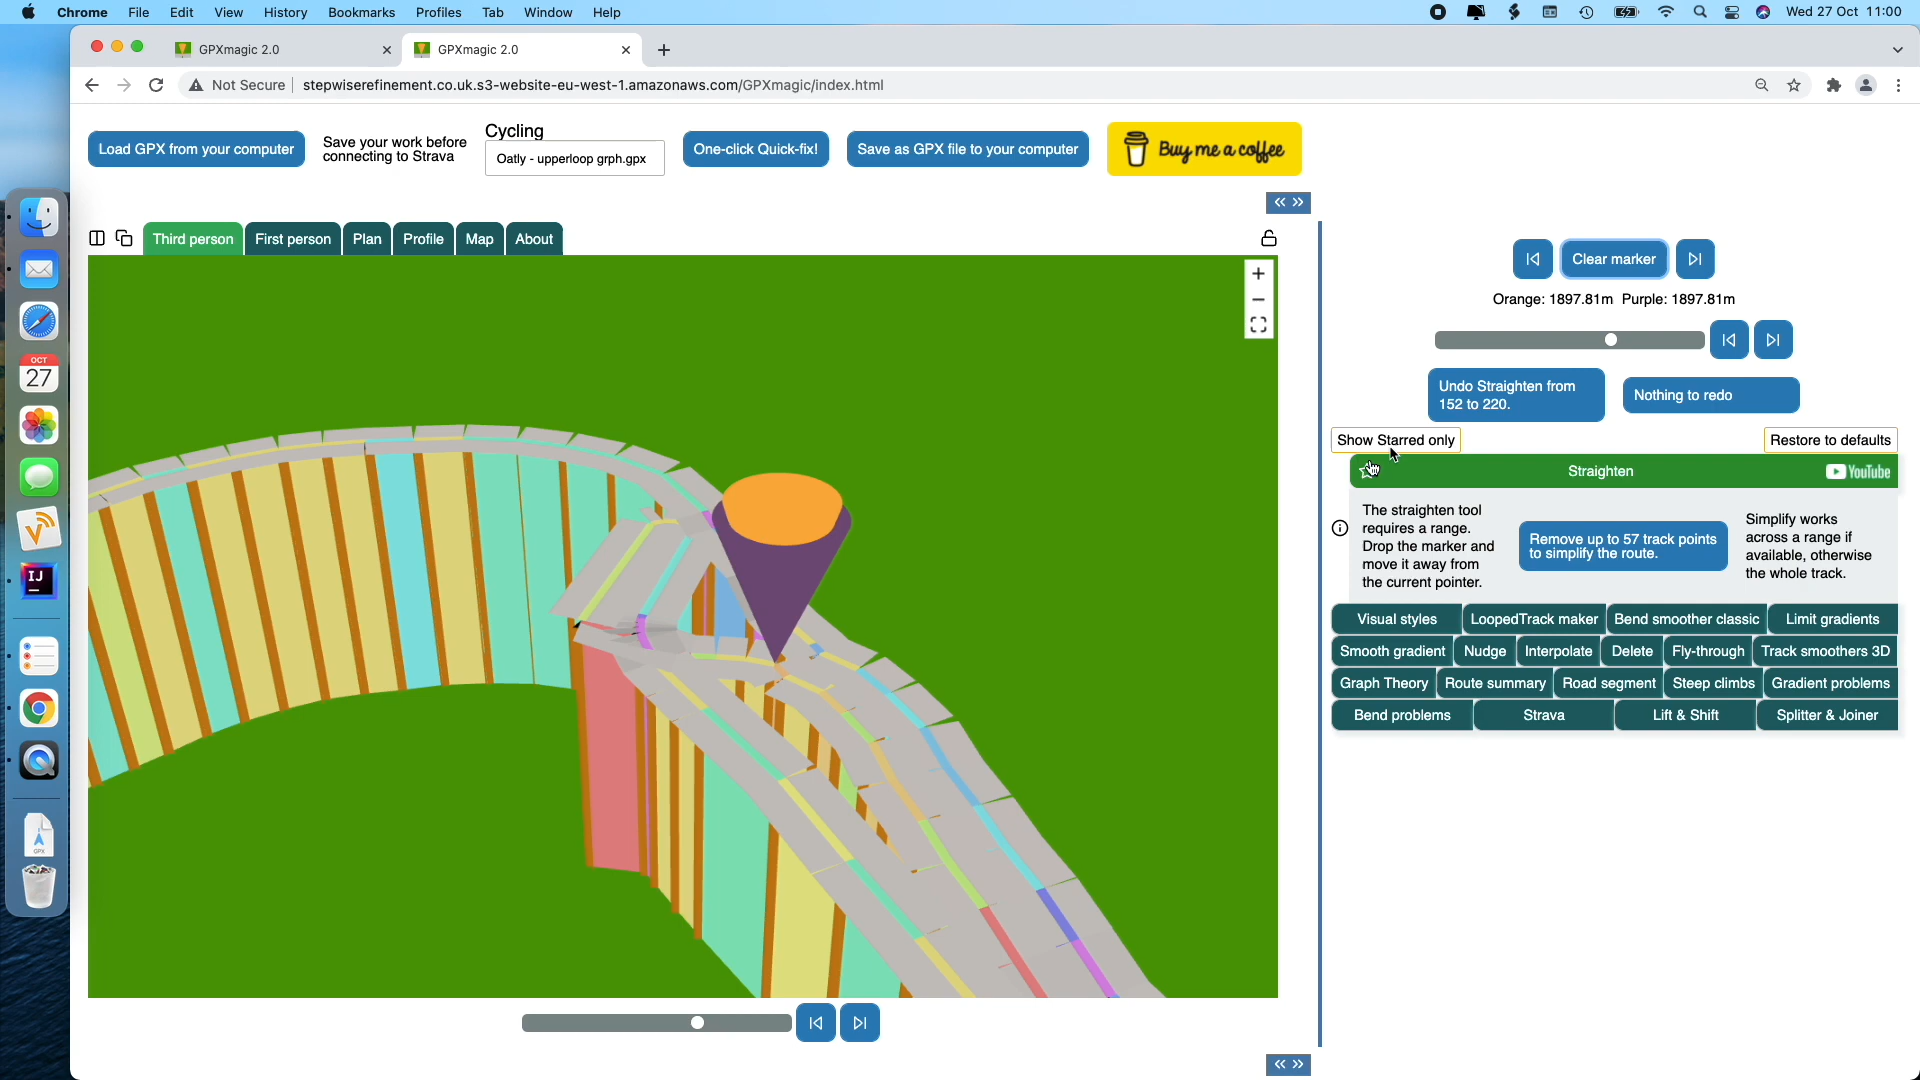 Chrome File Edit View History Bookmarks Profiles Tab Window Help Wed 27 Oct 11:00
GPXmagic 2.0 GPXmagic 2.0
Not Secure stepwiserefinement.co.uk.s3-website-eu-west-1.amazonaws.com/GPXmagic/index.html
Load GPX from your computer
Save your work before
connecting to Strava
Cycling
Oatly - upperloop grph.gpx
One-click Quick-fix!
Save as GPX file to your computer
Buy me a coffee
Third person First person Plan Profile Map About
Clear marker
Orange: 1897.81m Purple: 1897.81m
Undo Straighten from
152 to 220.
Nothing to redo
Show Starred only Restore to defaults
Straighten YouTube
The straighten tool
requires a range.
Drop the marker and
move it away from
the current pointer.
Remove up to 57 track points
to simplify the route.
Simplify works
across a range if
available, otherwise
the whole track.
Visual styles LoopedTrack maker Bend smoother classic Limit gradients
Smooth gradient Nudge Interpolate Delete Fly-through Track smoothers 3D
Graph Theory Route summary Road segment Steep climbs Gradient problems
Bend problems Strava Lift & Shift Splitter & Joiner
OCT
27
IJ
GPX